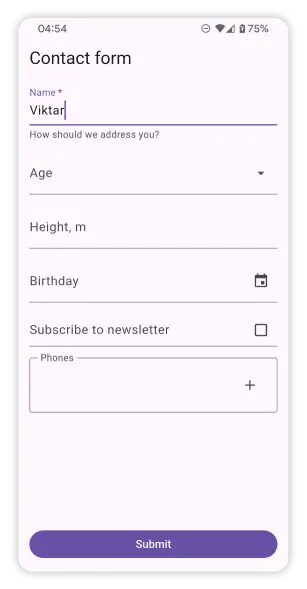 04:54 75%
Contact form
Name *
Viktar
How should we address you?
Age
Height, m
Birthday
Subscribe to newsletter
Phones
Submit